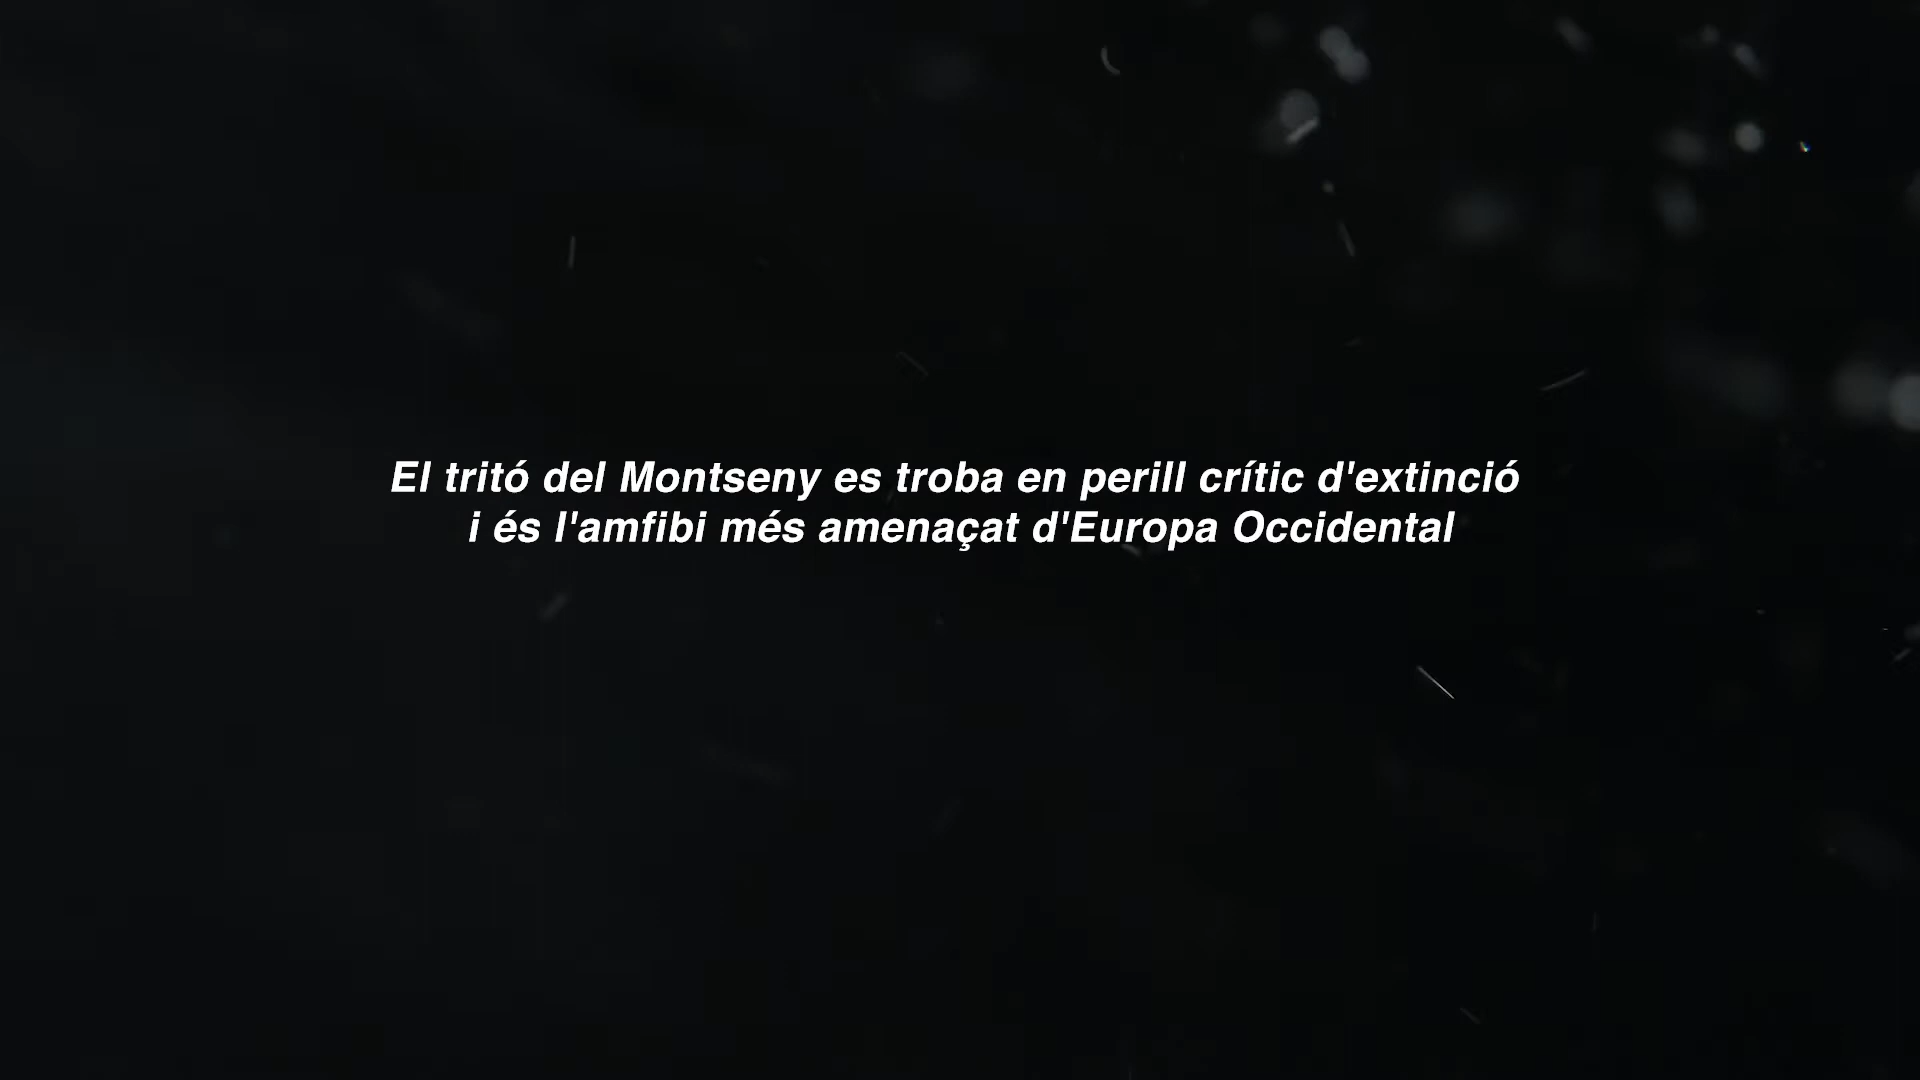 El tritó del Montseny es troba en perill crític d'extinció
i és l'amfibi més amenaçat d'Europa Occidental